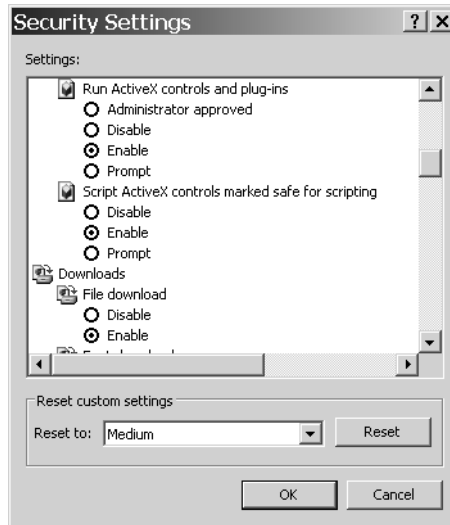 Security Settings
Settings:
Run ActiveX controls and plug-ins
Administrator approved
Disable
Enable
Prompt
Script ActiveX controls marked safe for scripting
Disable
Enable
Prompt
Downloads
File download
Disable
Enable
Reset custom settings
Reset to: Medium Reset
OK Cancel